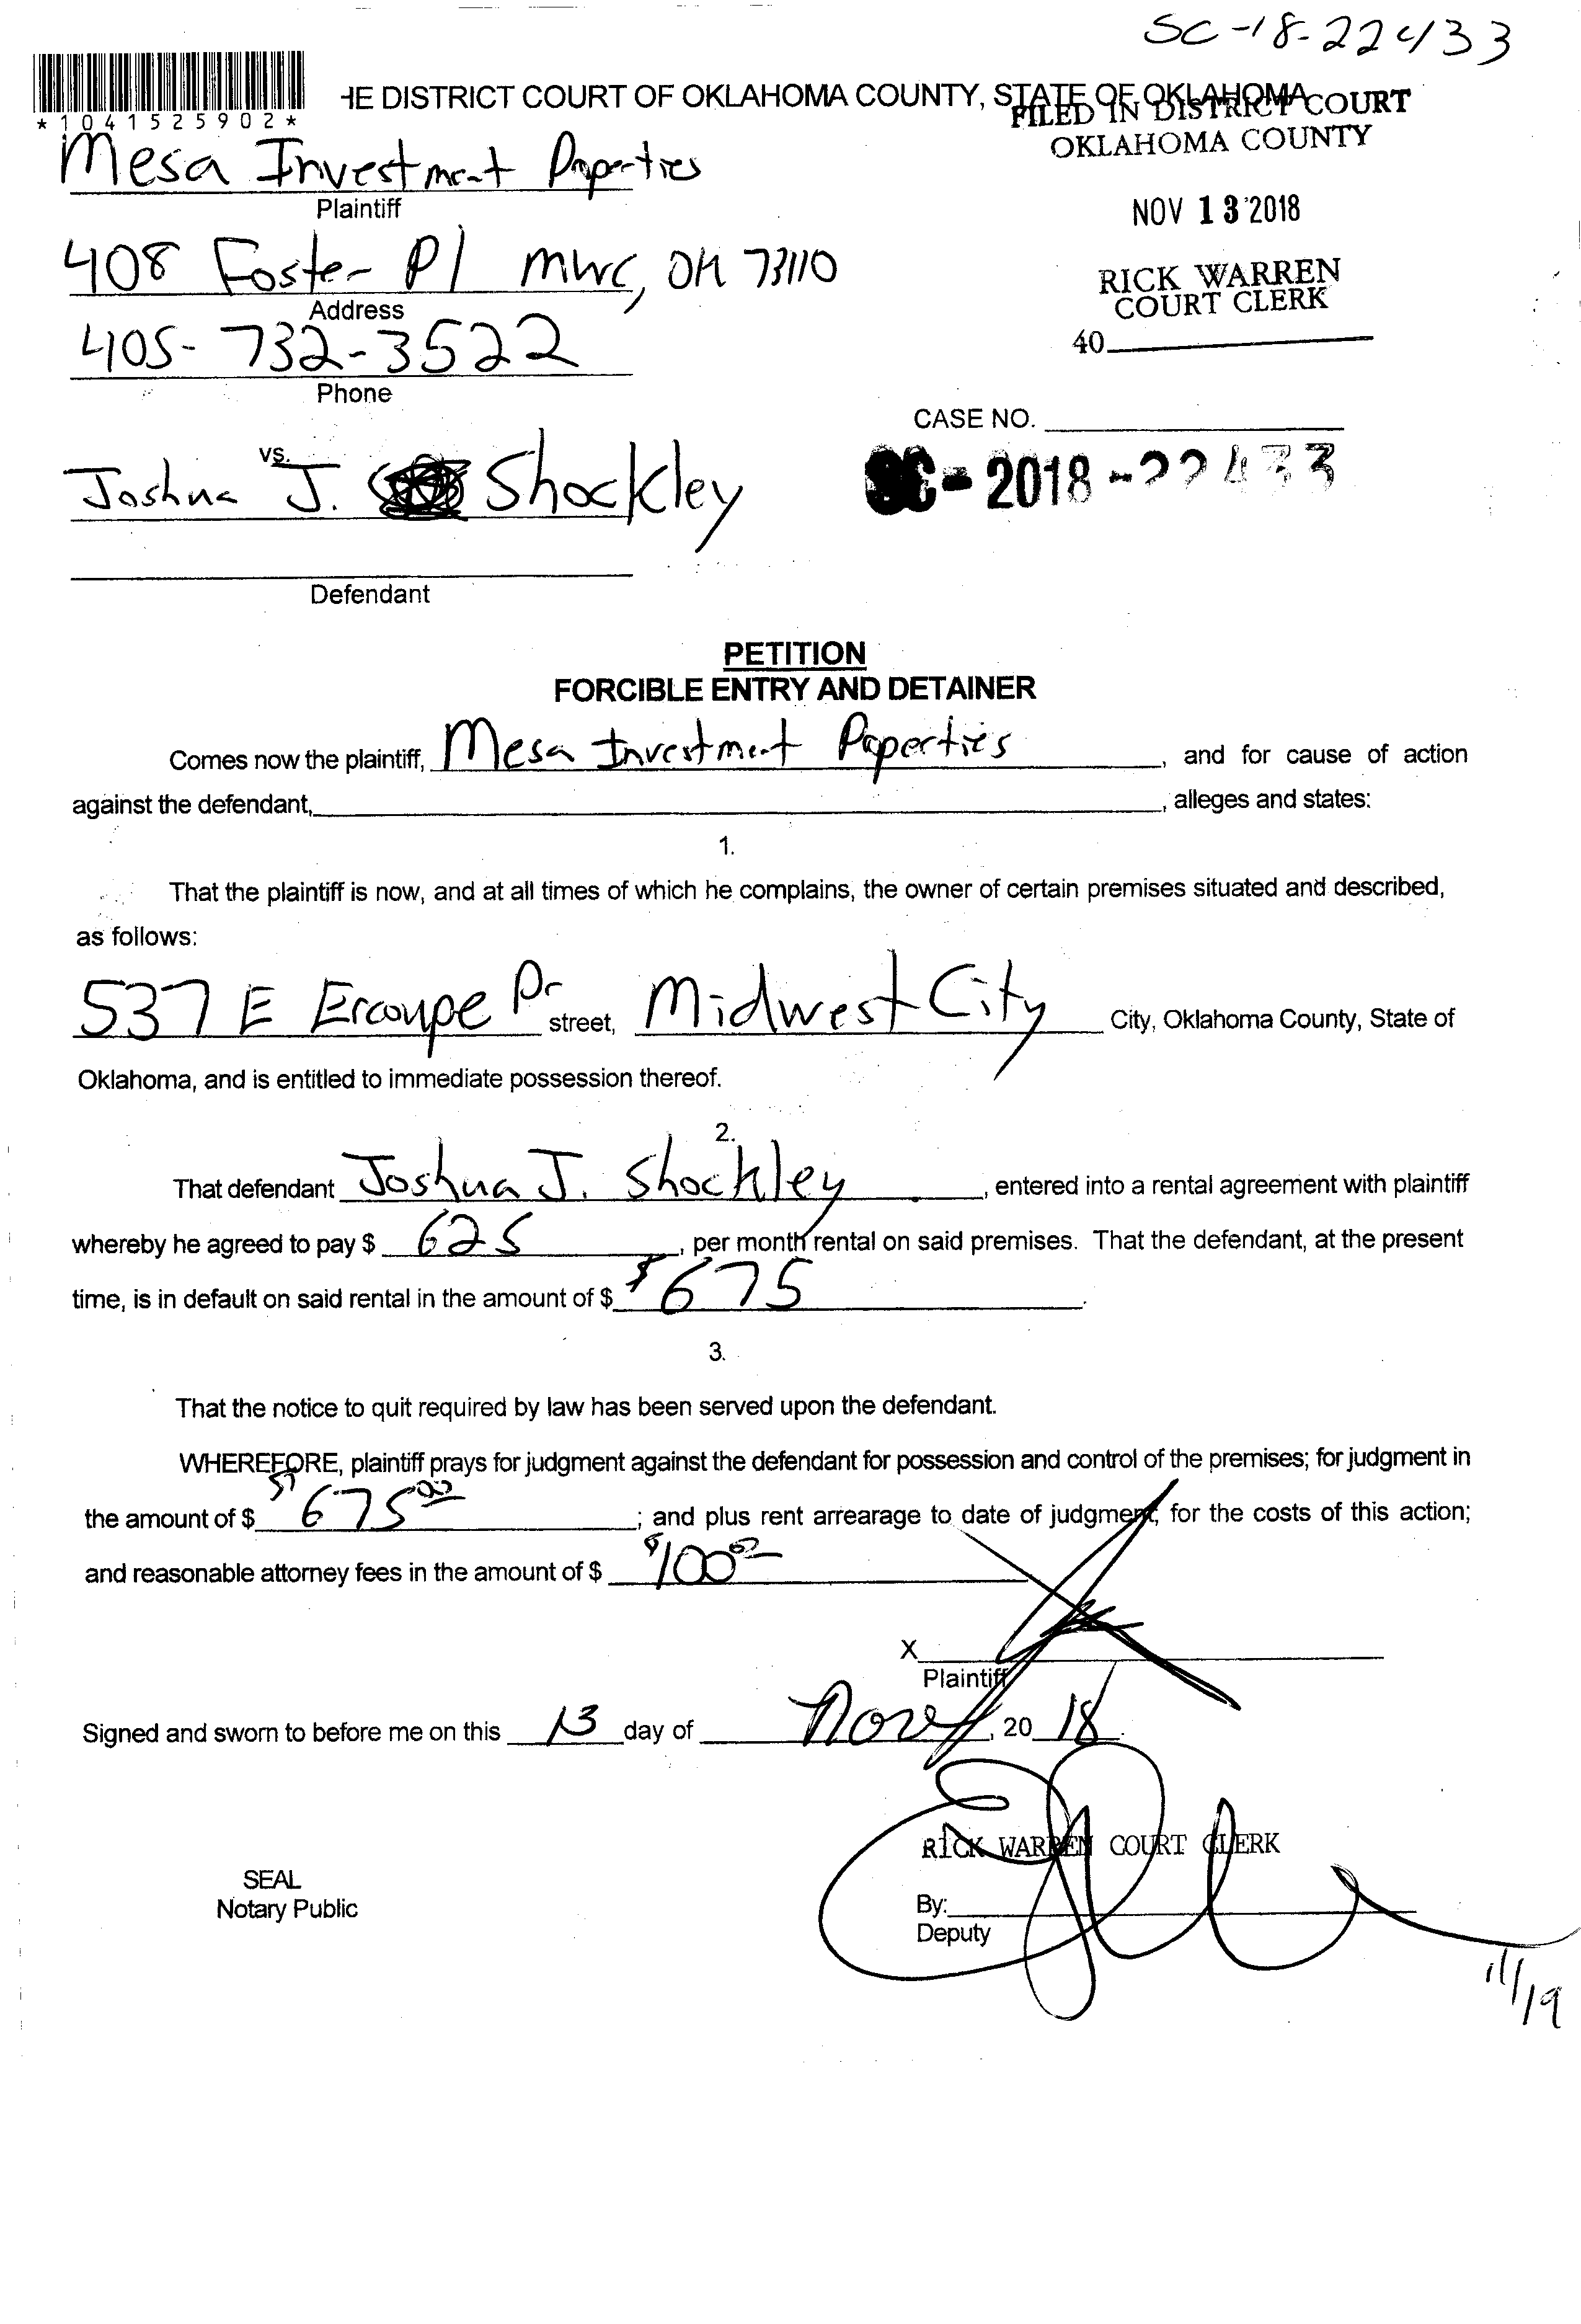 SC-18-22433
*1041525902*
HE DISTRICT COURT OF OKLAHOMA COUNTY, STATE OF OKLAHOMA
FILED IN DISTRICT COURT
OKLAHOMA COUNTY
Mesa Investment Properties
Plaintiff
NOV 13 2018
408 Foster Pl MWC, OK 73110
Address
RICK WARREN
COURT CLERK
405-732-3522
40
Phone
CASE NO.
vs.
Joshua J. Shockley
SC-2018-22433
Defendant
PETITION
FORCIBLE ENTRY AND DETAINER
Comes now the plaintiff, Mesa Investment Properties, and for cause of action
against the defendant, , alleges and states:
1.
That the plaintiff is now, and at all times of which he complains, the owner of certain premises situated and described,
as follows:
537 E Ercoupe Dr street, Midwest City City, Oklahoma County, State of
Oklahoma, and is entitled to immediate possession thereof.
2.
That defendant Joshua J. Shockley, entered into a rental agreement with plaintiff
whereby he agreed to pay $ 625, per month rental on said premises. That the defendant, at the present
time, is in default on said rental in the amount of $ $675.
3.
That the notice to quit required by law has been served upon the defendant.
WHEREFORE, plaintiff prays for judgment against the defendant for possession and control of the premises; for judgment in
the amount of $ $675 00; and plus rent arrearage to date of judgment, for the costs of this action;
and reasonable attorney fees in the amount of $ $100 00
X
Plaintiff
Signed and sworn to before me on this 13 day of Nov, 20 18.
RICK WARREN COURT CLERK
SEAL
Notary Public
By:
Deputy
11/19